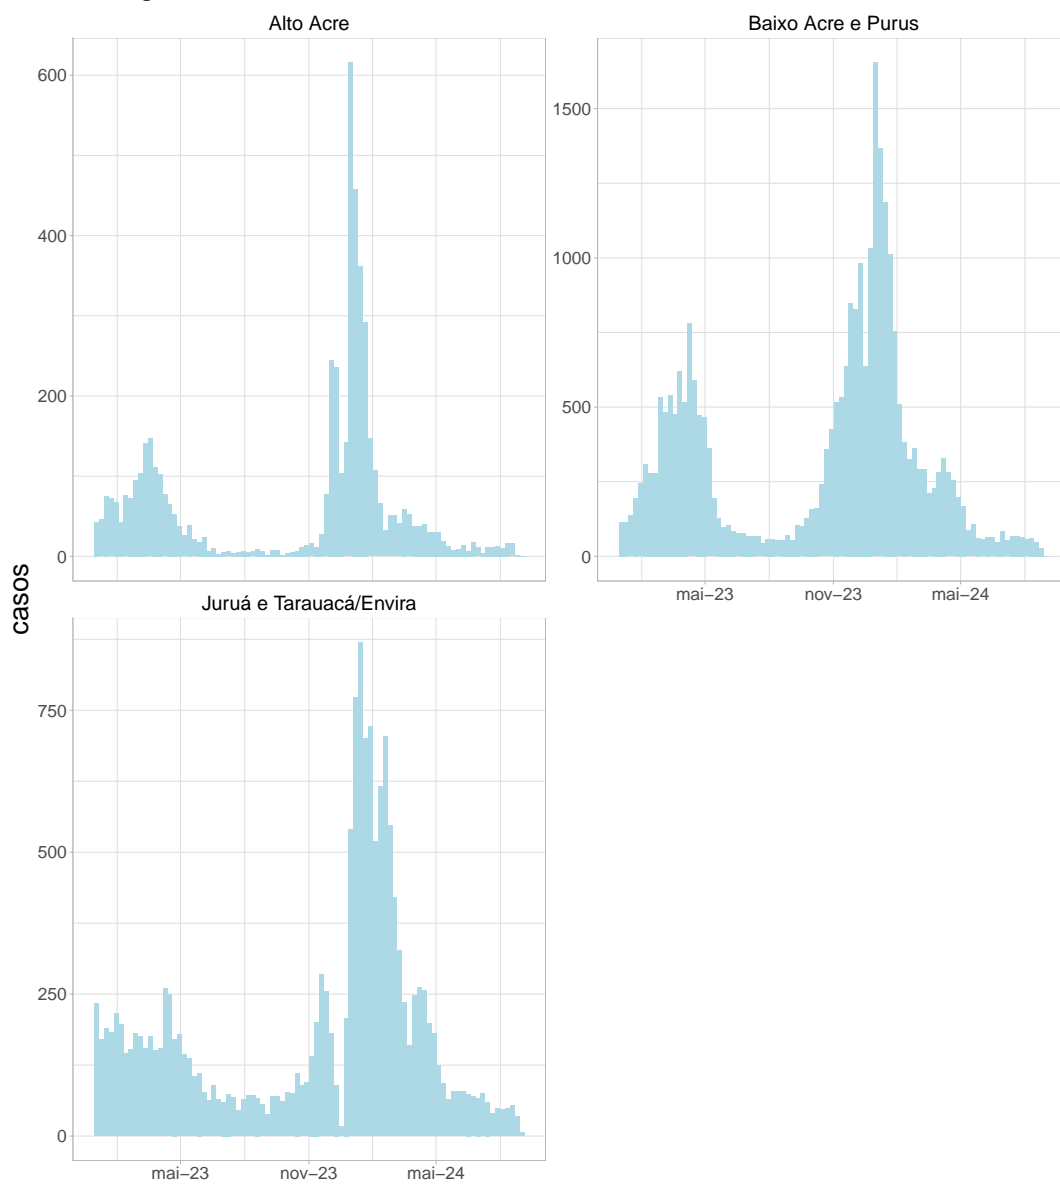 Alto Acre
Baixo Acre e Purus
600
400
200
0
1500
1000
500
0
mai−23
nov−23
mai−24
casos
Juruá e Tarauacá/Envira
750
500
250
0
mai−23
nov−23
mai−24